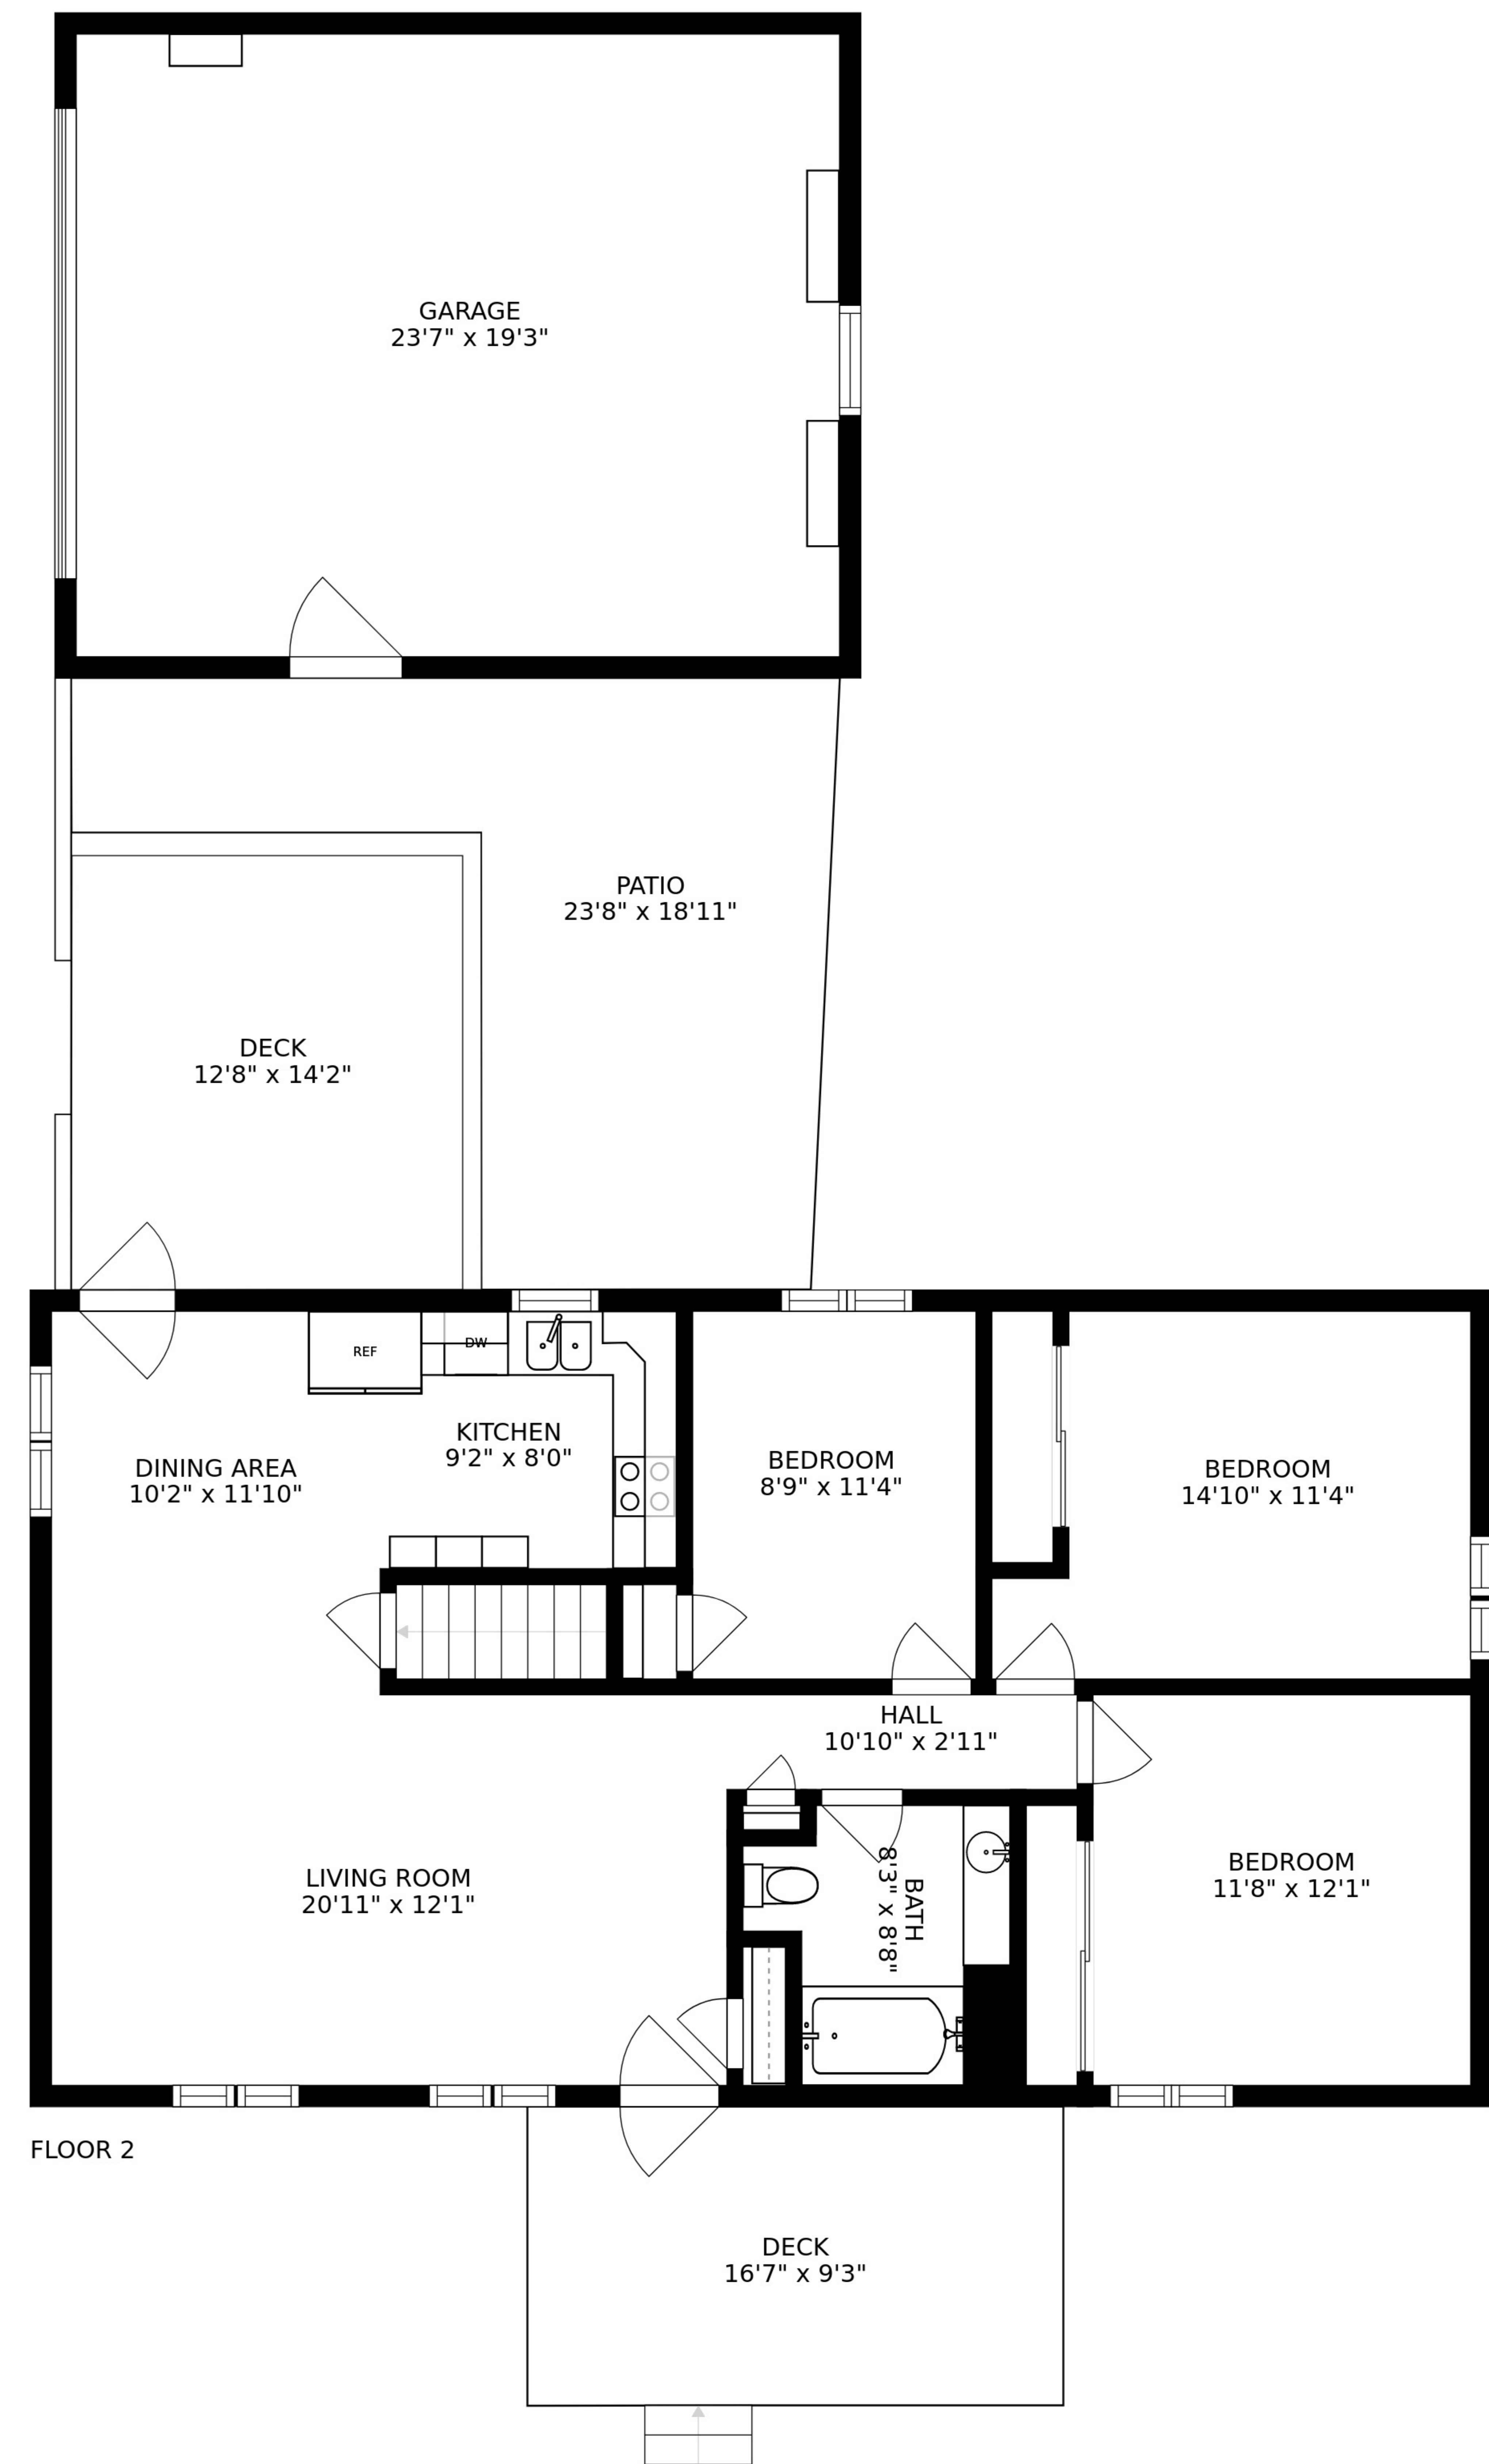 GARAGE
23'7" x 19'3"
PATIO
23'8" x 18'11"
DECK
12'8" x 14'2"
REF
DW
KITCHEN
9'2" x 8'0"
DINING AREA
10'2" x 11'10"
BEDROOM
8'9" x 11'4"
BEDROOM
14'10" x 11'4"
HALL
10'10" x 2'11"
LIVING ROOM
20'11" x 12'1"
BATH
8'3" x 8'8"
BEDROOM
11'8" x 12'1"
FLOOR 2
DECK
16'7" x 9'3"